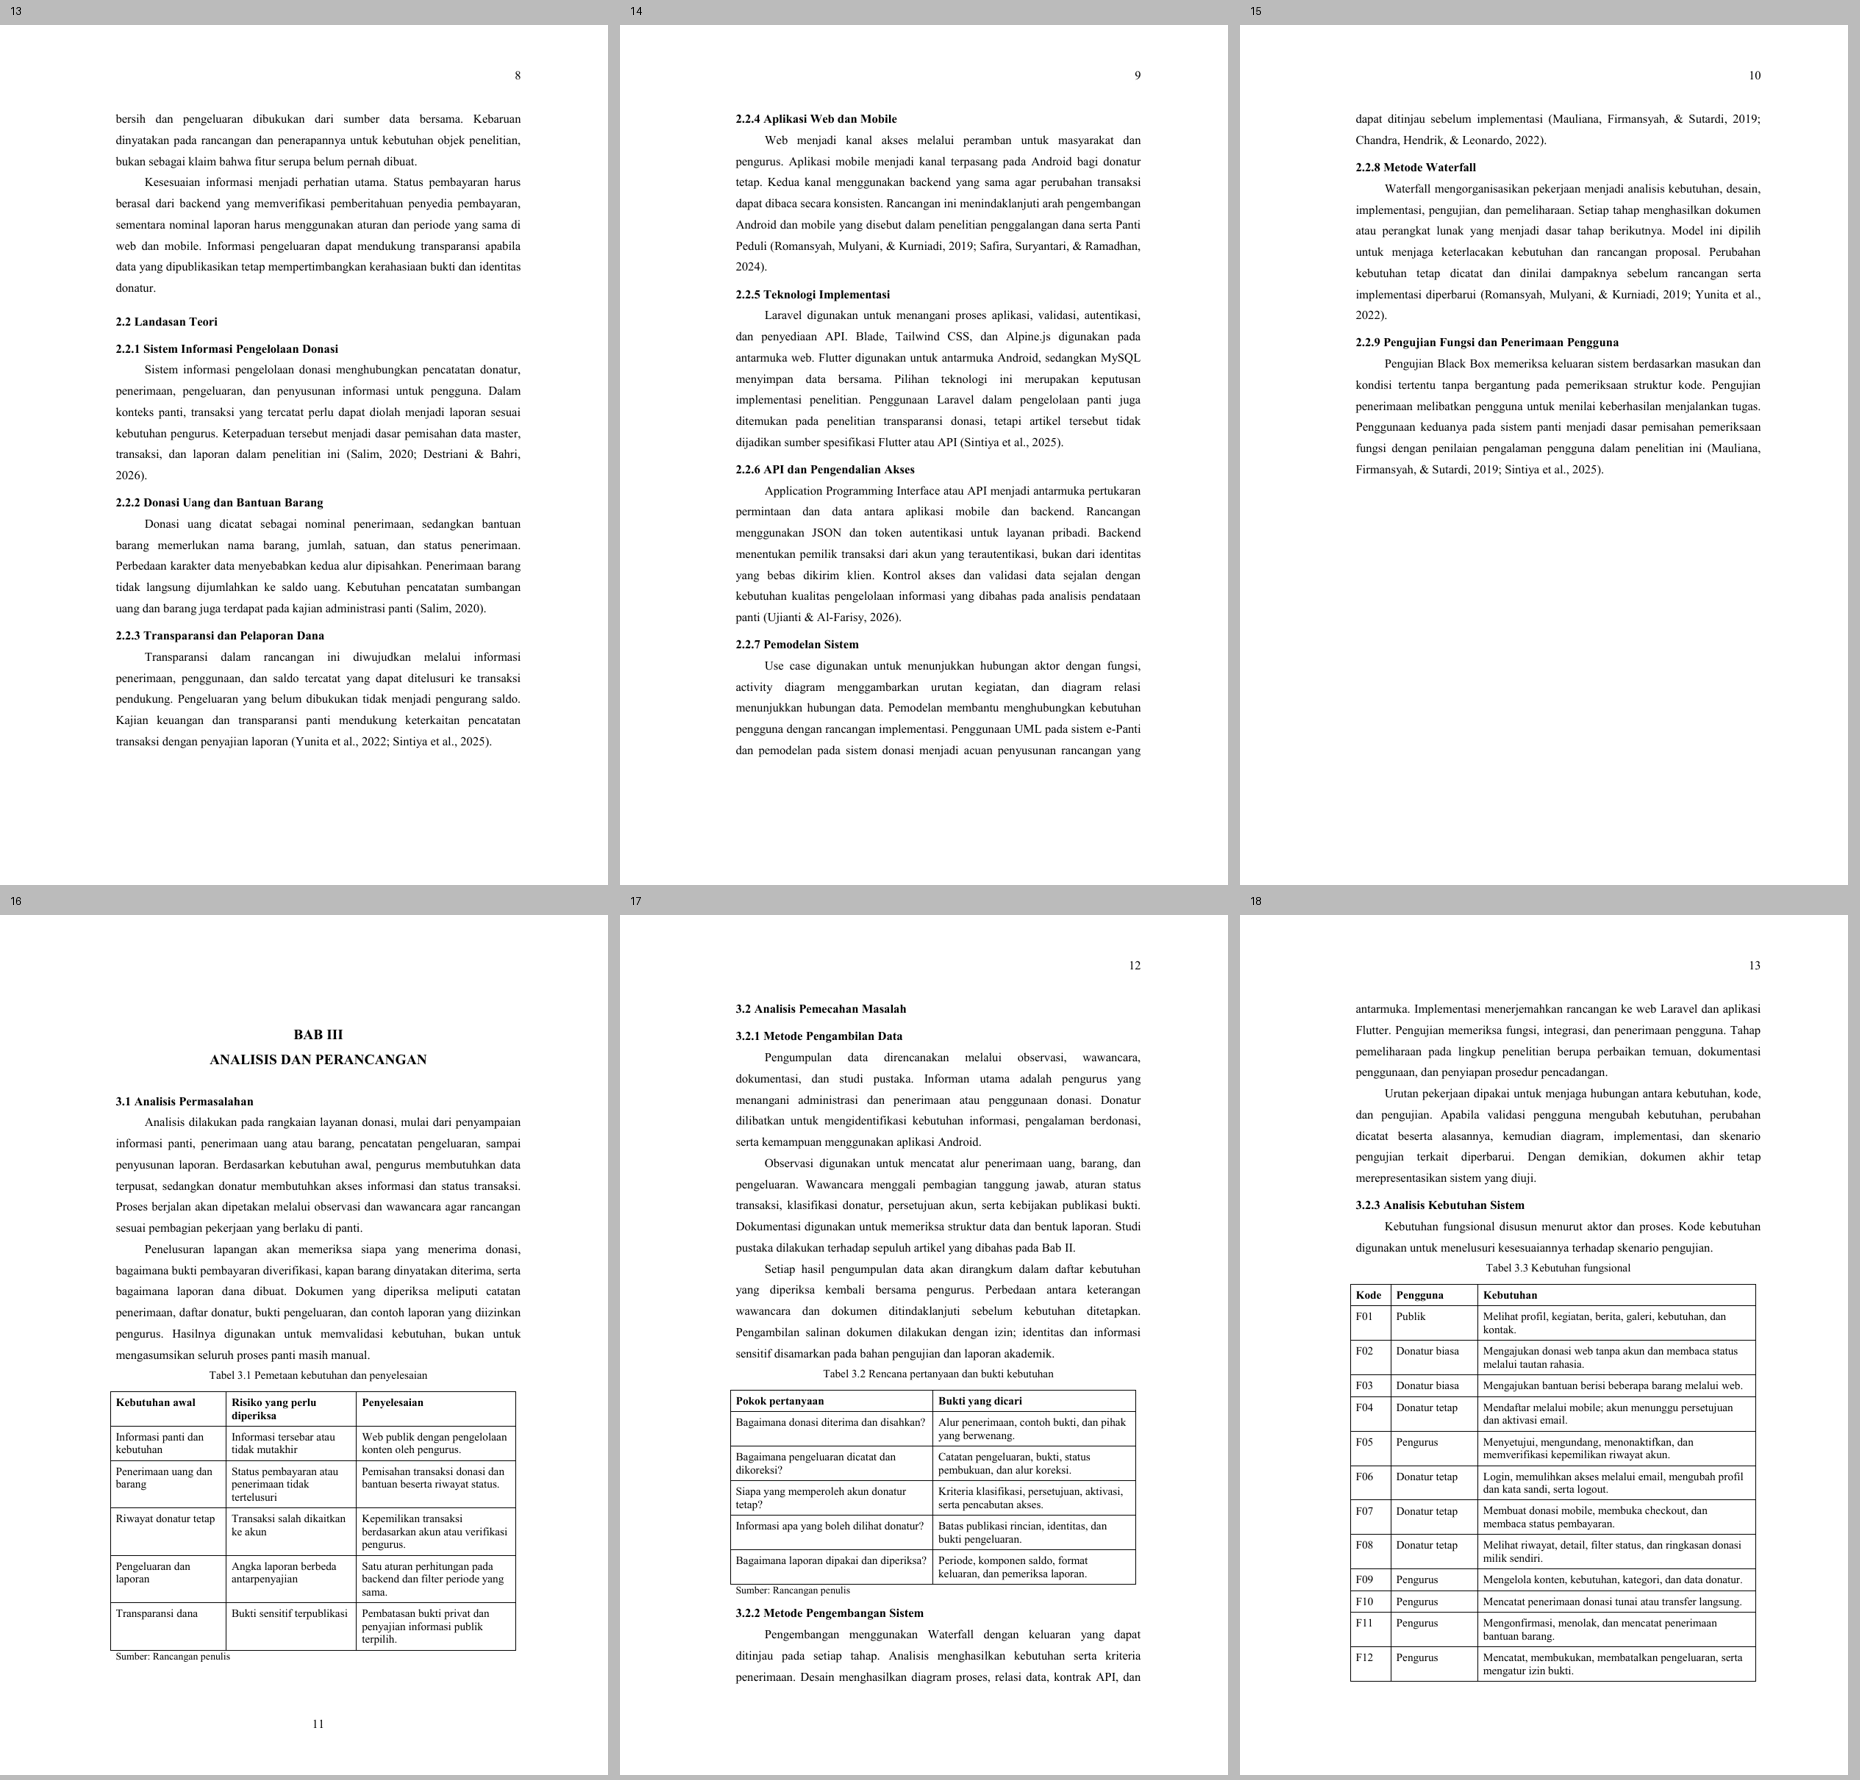 13
8
bersih dan pengeluaran dibukukan dari sumber data bersama. Kebaruan
dinyatakan pada rancangan dan penerapannya untuk kebutuhan objek penelitian,
bukan sebagai klaim bahwa fitur serupa belum pernah dibuat.
Kesesuaian informasi menjadi perhatian utama. Status pembayaran harus
berasal dari backend yang memverifikasi pemberitahuan penyedia pembayaran,
sementara nominal laporan harus menggunakan aturan dan periode yang sama di
web dan mobile. Informasi pengeluaran dapat mendukung transparansi apabila
data yang dipublikasikan tetap mempertimbangkan kerahasiaan bukti dan identitas
donatur.
2.2 Landasan Teori
2.2.1 Sistem Informasi Pengelolaan Donasi
Sistem informasi pengelolaan donasi menghubungkan pencatatan donatur,
penerimaan, pengeluaran, dan penyusunan informasi untuk pengguna. Dalam
konteks panti, transaksi yang tercatat perlu dapat diolah menjadi laporan sesuai
kebutuhan pengurus. Keterpaduan tersebut menjadi dasar pemisahan data master,
transaksi, dan laporan dalam penelitian ini (Salim, 2020; Destriani & Bahri,
2026).
2.2.2 Donasi Uang dan Bantuan Barang
Donasi uang dicatat sebagai nominal penerimaan, sedangkan bantuan
barang memerlukan nama barang, jumlah, satuan, dan status penerimaan.
Perbedaan karakter data menyebabkan kedua alur dipisahkan. Penerimaan barang
tidak langsung dijumlahkan ke saldo uang. Kebutuhan pencatatan sumbangan
uang dan barang juga terdapat pada kajian administrasi panti (Salim, 2020).
2.2.3 Transparansi dan Pelaporan Dana
Transparansi dalam rancangan ini diwujudkan melalui informasi
penerimaan, penggunaan, dan saldo tercatat yang dapat ditelusuri ke transaksi
pendukung. Pengeluaran yang belum dibukukan tidak menjadi pengurang saldo.
Kajian keuangan dan transparansi panti mendukung keterkaitan pencatatan
transaksi dengan penyajian laporan (Yunita et al., 2022; Sintiya et al., 2025).
14
9
2.2.4 Aplikasi Web dan Mobile
Web menjadi kanal akses melalui peramban untuk masyarakat dan
pengurus. Aplikasi mobile menjadi kanal terpasang pada Android bagi donatur
tetap. Kedua kanal menggunakan backend yang sama agar perubahan transaksi
dapat dibaca secara konsisten. Rancangan ini menindaklanjuti arah pengembangan
Android dan mobile yang disebut dalam penelitian penggalangan dana serta Panti
Peduli (Romansyah, Mulyani, & Kurniadi, 2019; Safira, Suryantari, & Ramadhan,
2024).
2.2.5 Teknologi Implementasi
Laravel digunakan untuk menangani proses aplikasi, validasi, autentikasi,
dan penyediaan API. Blade, Tailwind CSS, dan Alpine.js digunakan pada
antarmuka web. Flutter digunakan untuk antarmuka Android, sedangkan MySQL
menyimpan data bersama. Pilihan teknologi ini merupakan keputusan
implementasi penelitian. Penggunaan Laravel dalam pengelolaan panti juga
ditemukan pada penelitian transparansi donasi, tetapi artikel tersebut tidak
dijadikan sumber spesifikasi Flutter atau API (Sintiya et al., 2025).
2.2.6 API dan Pengendalian Akses
Application Programming Interface atau API menjadi antarmuka pertukaran
permintaan dan data antara aplikasi mobile dan backend. Rancangan
menggunakan JSON dan token autentikasi untuk layanan pribadi. Backend
menentukan pemilik transaksi dari akun yang terautentikasi, bukan dari identitas
yang bebas dikirim klien. Kontrol akses dan validasi data sejalan dengan
kebutuhan kualitas pengelolaan informasi yang dibahas pada analisis pendataan
panti (Ujianti & Al-Farisy, 2026).
2.2.7 Pemodelan Sistem
Use case digunakan untuk menunjukkan hubungan aktor dengan fungsi,
activity diagram menggambarkan urutan kegiatan, dan diagram relasi
menunjukkan hubungan data. Pemodelan membantu menghubungkan kebutuhan
pengguna dengan rancangan implementasi. Penggunaan UML pada sistem e-Panti
dan pemodelan pada sistem donasi menjadi acuan penyusunan rancangan yang
15
10
dapat ditinjau sebelum implementasi (Mauliana, Firmansyah, & Sutardi, 2019;
Chandra, Hendrik, & Leonardo, 2022).
2.2.8 Metode Waterfall
Waterfall mengorganisasikan pekerjaan menjadi analisis kebutuhan, desain,
implementasi, pengujian, dan pemeliharaan. Setiap tahap menghasilkan dokumen
atau perangkat lunak yang menjadi dasar tahap berikutnya. Model ini dipilih
untuk menjaga keterlacakan kebutuhan dan rancangan proposal. Perubahan
kebutuhan tetap dicatat dan dinilai dampaknya sebelum rancangan serta
implementasi diperbarui (Romansyah, Mulyani, & Kurniadi, 2019; Yunita et al.,
2022).
2.2.9 Pengujian Fungsi dan Penerimaan Pengguna
Pengujian Black Box memeriksa keluaran sistem berdasarkan masukan dan
kondisi tertentu tanpa bergantung pada pemeriksaan struktur kode. Pengujian
penerimaan melibatkan pengguna untuk menilai keberhasilan menjalankan tugas.
Penggunaan keduanya pada sistem panti menjadi dasar pemisahan pemeriksaan
fungsi dengan penilaian pengalaman pengguna dalam penelitian ini (Mauliana,
Firmansyah, & Sutardi, 2019; Sintiya et al., 2025).
16
BAB III
ANALISIS DAN PERANCANGAN
3.1 Analisis Permasalahan
Analisis dilakukan pada rangkaian layanan donasi, mulai dari penyampaian
informasi panti, penerimaan uang atau barang, pencatatan pengeluaran, sampai
penyusunan laporan. Berdasarkan kebutuhan awal, pengurus membutuhkan data
terpusat, sedangkan donatur membutuhkan akses informasi dan status transaksi.
Proses berjalan akan dipetakan melalui observasi dan wawancara agar rancangan
sesuai pembagian pekerjaan yang berlaku di panti.
Penelusuran lapangan akan memeriksa siapa yang menerima donasi,
bagaimana bukti pembayaran diverifikasi, kapan barang dinyatakan diterima, serta
bagaimana laporan dana dibuat. Dokumen yang diperiksa meliputi catatan
penerimaan, daftar donatur, bukti pengeluaran, dan contoh laporan yang diizinkan
pengurus. Hasilnya digunakan untuk memvalidasi kebutuhan, bukan untuk
mengasumsikan seluruh proses panti masih manual.
Tabel 3.1 Pemetaan kebutuhan dan penyelesaian
Kebutuhan awal
Risiko yang perlu
diperiksa
Penyelesaian
Informasi panti dan
kebutuhan
Informasi tersebar atau
tidak mutakhir
Web publik dengan pengelolaan
konten oleh pengurus.
Penerimaan uang dan
barang
Status pembayaran atau
penerimaan tidak
tertelusuri
Pemisahan transaksi donasi dan
bantuan beserta riwayat status.
Riwayat donatur tetap
Transaksi salah dikaitkan
ke akun
Kepemilikan transaksi
berdasarkan akun atau verifikasi
pengurus.
Pengeluaran dan
laporan
Angka laporan berbeda
antarpenyajian
Satu aturan perhitungan pada
backend dan filter periode yang
sama.
Transparansi dana
Bukti sensitif terpublikasi
Pembatasan bukti privat dan
penyajian informasi publik
terpilih.
Sumber: Rancangan penulis
11
17
12
3.2 Analisis Pemecahan Masalah
3.2.1 Metode Pengambilan Data
Pengumpulan data direncanakan melalui observasi, wawancara,
dokumentasi, dan studi pustaka. Informan utama adalah pengurus yang
menangani administrasi dan penerimaan atau penggunaan donasi. Donatur
dilibatkan untuk mengidentifikasi kebutuhan informasi, pengalaman berdonasi,
serta kemampuan menggunakan aplikasi Android.
Observasi digunakan untuk mencatat alur penerimaan uang, barang, dan
pengeluaran. Wawancara menggali pembagian tanggung jawab, aturan status
transaksi, klasifikasi donatur, persetujuan akun, serta kebijakan publikasi bukti.
Dokumentasi digunakan untuk memeriksa struktur data dan bentuk laporan. Studi
pustaka dilakukan terhadap sepuluh artikel yang dibahas pada Bab II.
Setiap hasil pengumpulan data akan dirangkum dalam daftar kebutuhan
yang diperiksa kembali bersama pengurus. Perbedaan antara keterangan
wawancara dan dokumen ditindaklanjuti sebelum kebutuhan ditetapkan.
Pengambilan salinan dokumen dilakukan dengan izin; identitas dan informasi
sensitif disamarkan pada bahan pengujian dan laporan akademik.
Tabel 3.2 Rencana pertanyaan dan bukti kebutuhan
Pokok pertanyaan
Bukti yang dicari
Bagaimana donasi diterima dan disahkan?
Alur penerimaan, contoh bukti, dan pihak
yang berwenang.
Bagaimana pengeluaran dicatat dan
dikoreksi?
Catatan pengeluaran, bukti, status
pembukuan, dan alur koreksi.
Siapa yang memperoleh akun donatur
tetap?
Kriteria klasifikasi, persetujuan, aktivasi,
serta pencabutan akses.
Informasi apa yang boleh dilihat donatur?
Batas publikasi rincian, identitas, dan
bukti pengeluaran.
Bagaimana laporan dipakai dan diperiksa?
Periode, komponen saldo, format
keluaran, dan pemeriksa laporan.
Sumber: Rancangan penulis
3.2.2 Metode Pengembangan Sistem
Pengembangan menggunakan Waterfall dengan keluaran yang dapat
ditinjau pada setiap tahap. Analisis menghasilkan kebutuhan serta kriteria
penerimaan. Desain menghasilkan diagram proses, relasi data, kontrak API, dan
18
13
antarmuka. Implementasi menerjemahkan rancangan ke web Laravel dan aplikasi
Flutter. Pengujian memeriksa fungsi, integrasi, dan penerimaan pengguna. Tahap
pemeliharaan pada lingkup penelitian berupa perbaikan temuan, dokumentasi
penggunaan, dan penyiapan prosedur pencadangan.
Urutan pekerjaan dipakai untuk menjaga hubungan antara kebutuhan, kode,
dan pengujian. Apabila validasi pengguna mengubah kebutuhan, perubahan
dicatat beserta alasannya, kemudian diagram, implementasi, dan skenario
pengujian terkait diperbarui. Dengan demikian, dokumen akhir tetap
merepresentasikan sistem yang diuji.
3.2.3 Analisis Kebutuhan Sistem
Kebutuhan fungsional disusun menurut aktor dan proses. Kode kebutuhan
digunakan untuk menelusuri kesesuaiannya terhadap skenario pengujian.
Tabel 3.3 Kebutuhan fungsional
Kode
Pengguna
Kebutuhan
F01
Publik
Melihat profil, kegiatan, berita, galeri, kebutuhan, dan
kontak.
F02
Donatur biasa
Mengajukan donasi web tanpa akun dan membaca status
melalui tautan rahasia.
F03
Donatur biasa
Mengajukan bantuan berisi beberapa barang melalui web.
F04
Donatur tetap
Mendaftar melalui mobile; akun menunggu persetujuan
dan aktivasi email.
F05
Pengurus
Menyetujui, mengundang, menonaktifkan, dan
memverifikasi kepemilikan riwayat akun.
F06
Donatur tetap
Login, memulihkan akses melalui email, mengubah profil
dan kata sandi, serta logout.
F07
Donatur tetap
Membuat donasi mobile, membuka checkout, dan
membaca status pembayaran.
F08
Donatur tetap
Melihat riwayat, detail, filter status, dan ringkasan donasi
milik sendiri.
F09
Pengurus
Mengelola konten, kebutuhan, kategori, dan data donatur.
F10
Pengurus
Mencatat penerimaan donasi tunai atau transfer langsung.
F11
Pengurus
Mengonfirmasi, menolak, dan mencatat penerimaan
bantuan barang.
F12
Pengurus
Mencatat, membukukan, membatalkan pengeluaran, serta
mengatur izin bukti.